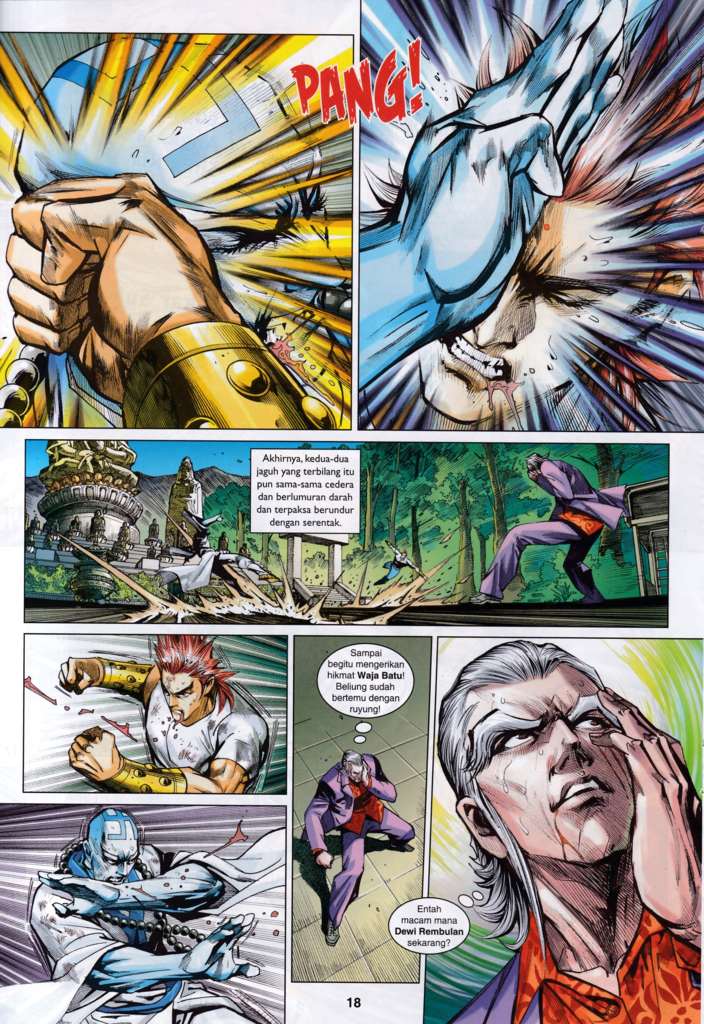 PANG!
Akhirnya, kedua-dua
jaguh yang terbilang itu
pun sama-sama cedera
dan berlumuran darah
dan terpaksa berundur
dengan serentak.
Sampai
begitu mengerikan
hikmat Waja Batu!
Beliung sudah
bertemu dengan
ruyung!
Entah
macam mana
Dewi Rembulan
sekarang?
18